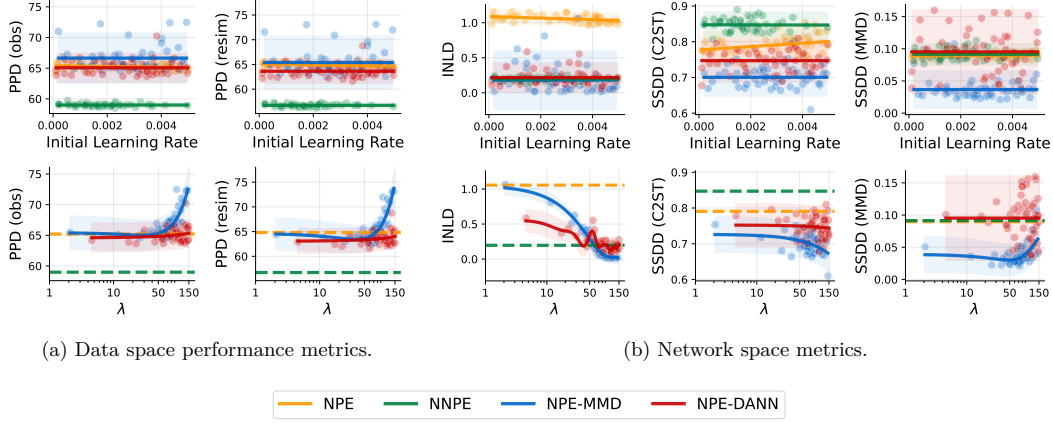 PPD (obs)
75
70
65
60
0.000
0.002
0.004
Initial Learning Rate
PPD (resim)
75
70
65
60
0.000
0.002
0.004
Initial Learning Rate
INLD
1.0
0.5
0.0
0.000
0.002
0.004
Initial Learning Rate
SSDD (C2ST)
0.9
0.8
0.7
0.6
0.000
0.002
0.004
Initial Learning Rate
SSDD (MMD)
0.15
0.10
0.05
0.00
0.000
0.002
0.004
Initial Learning Rate
PPD (obs)
75
70
65
60
1
10
50
150
λ
PPD (resim)
75
70
65
60
1
10
50
150
λ
INLD
1.0
0.5
0.0
1
10
50
150
λ
SSDD (C2ST)
0.9
0.8
0.7
0.6
1
10
50
150
λ
SSDD (MMD)
0.15
0.10
0.05
0.00
1
10
50
150
λ
(a) Data space performance metrics.
(b) Network space metrics.
NPE
NNPE
NPE-MMD
NPE-DANN